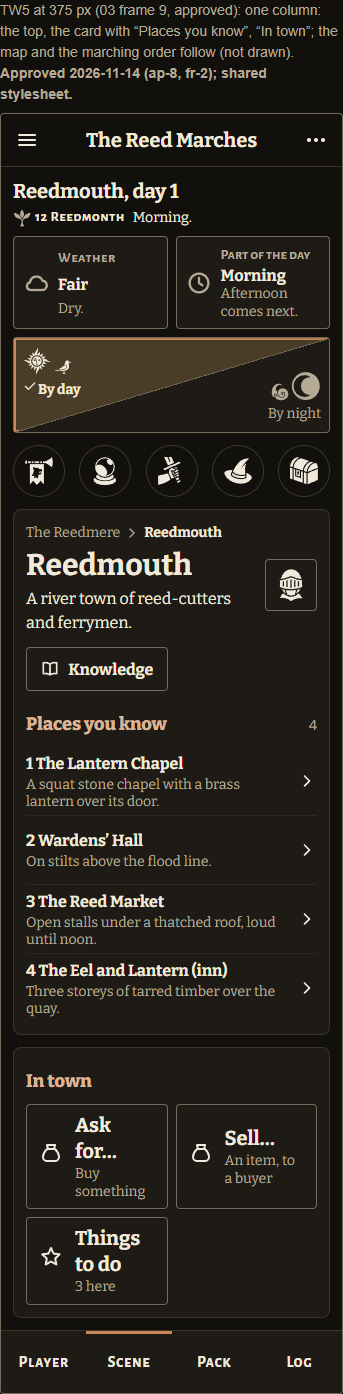 TW5 at 375 px (03 frame 9, approved): one column:
the top, the card with “Places you know”, “In town”; the
map and the marching order follow (not drawn).
Approved 2026-11-14 (ap-8, fr-2); shared
stylesheet.
The Reed Marches
Reedmouth, day 1
12 Reedmonth Morning.
Weather
Fair
Dry.
Part of the day
Morning
Afternoon
comes next.
By day
By night
The Reedmere > Reedmouth
Reedmouth
A river town of reed-cutters
and ferrymen.
Knowledge
Places you know 4
1 The Lantern Chapel
A squat stone chapel with a brass
lantern over its door.
2 Wardens’ Hall
On stilts above the flood line.
3 The Reed Market
Open stalls under a thatched roof, loud
until noon.
4 The Eel and Lantern (inn)
Three storeys of tarred timber over the
quay.
In town
Ask
for...
Buy
something
Sell...
An item, to
a buyer
Things
to do
3 here
Player Scene Pack Log